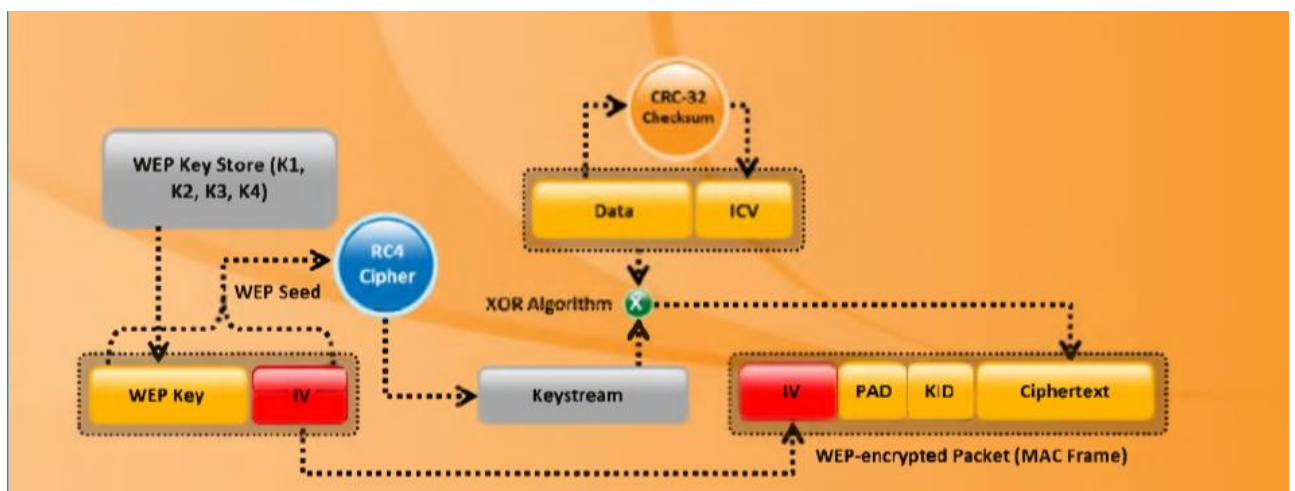 CRC-32
Checksum
WEP Key Store (K1,
K2, K3, K4)
Data
ICV
RC4
Cipher
WEP Seed
XOR Algorithm
X
WEP Key
IV
Keystream
IV
PAD
KID
Ciphertext
WEP-encrypted Packet (MAC Frame)